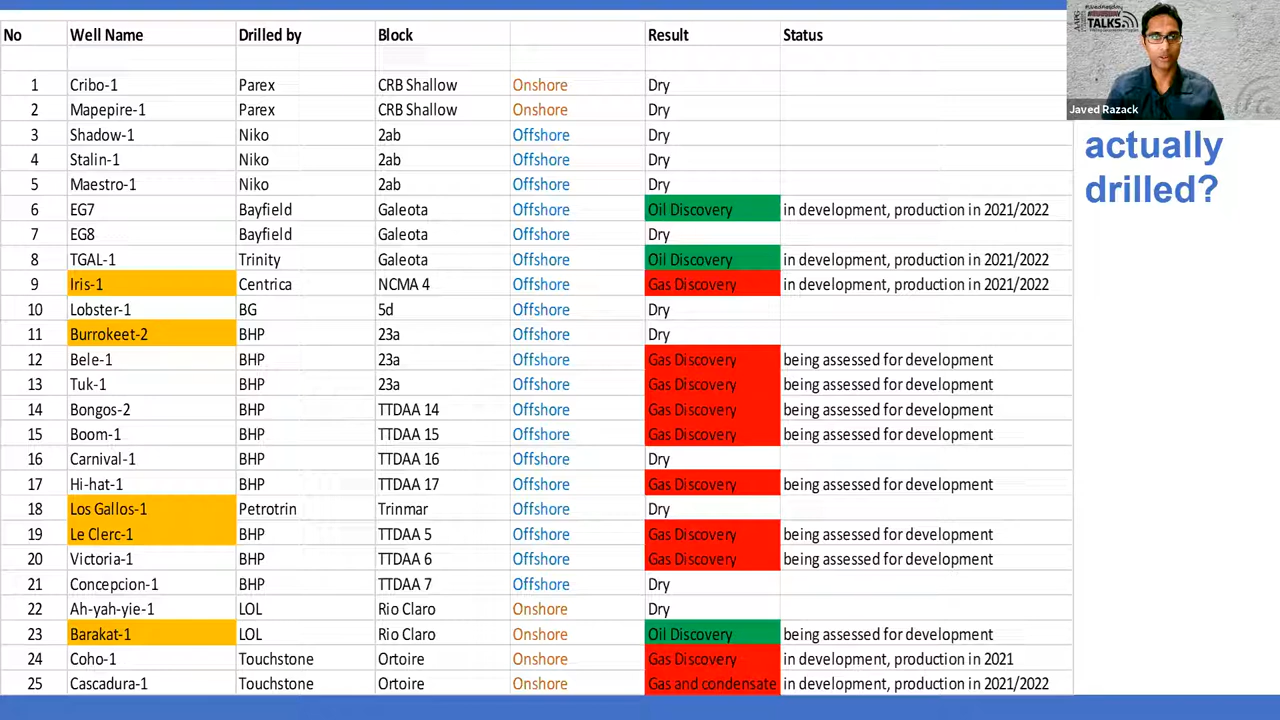 No Well Name Drilled by Block Result Status
1 Cribo-1 Parex CRB Shallow Onshore Dry
2 Mapepire-1 Parex CRB Shallow Onshore Dry
3 Shadow-1 Niko 2ab Offshore Dry
4 Stalin-1 Niko 2ab Offshore Dry
5 Maestro-1 Niko 2ab Offshore Dry
6 EG7 Bayfield Galeota Offshore Oil Discovery in development, production in 2021/2022
7 EG8 Bayfield Galeota Offshore Dry
8 TGAL-1 Trinity Galeota Offshore Oil Discovery in development, production in 2021/2022
9 Iris-1 Centrica NCMA 4 Offshore Gas Discovery in development, production in 2021/2022
10 Lobster-1 BG 5d Offshore Dry
11 Burrokeet-2 BHP 23a Offshore Dry
12 Bele-1 BHP 23a Offshore Gas Discovery being assessed for development
13 Tuk-1 BHP 23a Offshore Gas Discovery being assessed for development
14 Bongos-2 BHP TTDAA 14 Offshore Gas Discovery being assessed for development
15 Boom-1 BHP TTDAA 15 Offshore Gas Discovery being assessed for development
16 Carnival-1 BHP TTDAA 16 Offshore Dry
17 Hi-hat-1 BHP TTDAA 17 Offshore Gas Discovery being assessed for development
18 Los Gallos-1 Petrotrin Trinmar Offshore Dry
19 Le Clerc-1 BHP TTDAA 5 Offshore Gas Discovery being assessed for development
20 Victoria-1 BHP TTDAA 6 Offshore Gas Discovery being assessed for development
21 Concepcion-1 BHP TTDAA 7 Offshore Dry
22 Ah-yah-yie-1 LOL Rio Claro Onshore Dry
23 Barakat-1 LOL Rio Claro Onshore Oil Discovery being assessed for development
24 Coho-1 Touchstone Ortoire Onshore Gas Discovery in development, production in 2021
25 Cascadura-1 Touchstone Ortoire Onshore Gas and condensate in development, production in 2021/2022
AAPG
TALKS
Javed Razack
actually
drilled?